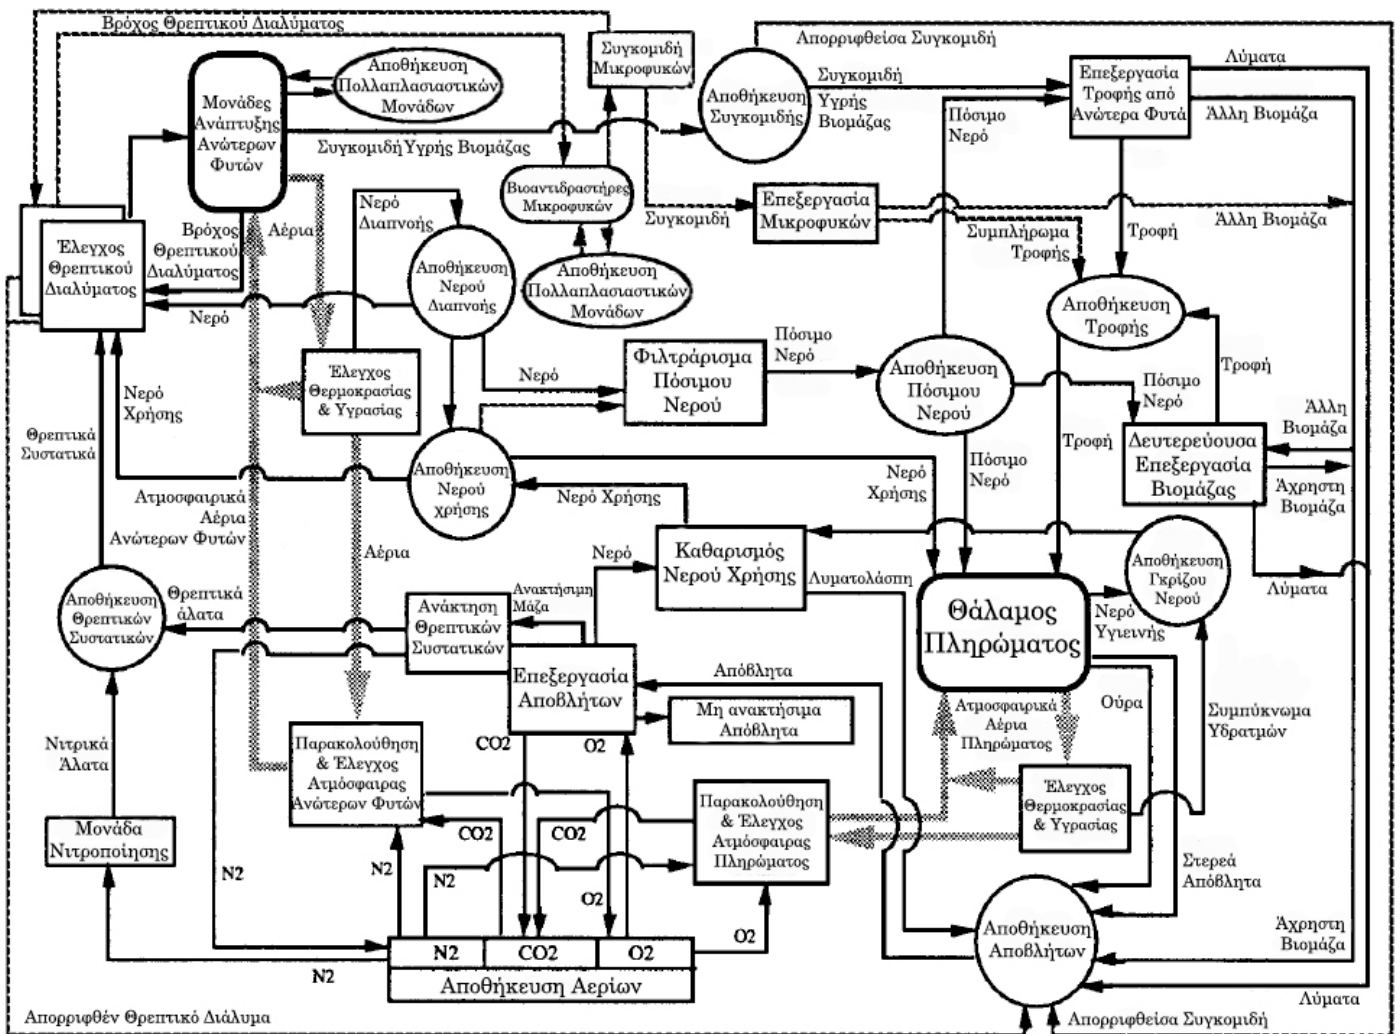 Βρόχος Θρεπτικού Διαλύματος
Συγκομιδή
Μικροφυκών
Απορριφθείσα Συγκομιδή
Μονάδες
Ανάπτυξης
Ανώτερων
Φυτών
Αποθήκευση
Πολλαπλασιαστικών
Μονάδων
Αποθήκευση
Συγκομιδής
Συγκομιδή
Υγρής
Βιομάζας
Πόσιμο
Νερό
Επεξεργασία
Τροφής από
Ανώτερα Φυτά
Λύματα
Άλλη Βιομάζα
Συγκομιδή Υγρής Βιομάζας
Βιοαντιδραστήρες
Μικροφυκών
Συγκομιδή
Επεξεργασία
Μικροφυκών
Άλλη Βιομάζα
Συμπλήρωμα
Τροφής
Τροφή
Έλεγχος
Θρεπτικού
Διαλύματος
Βρόχος
Θρεπτικού
Διαλύματος
Αέρια
Νερό
Διαπνοής
Αποθήκευση
Νερού
Διαπνοής
Αποθήκευση
Πολλαπλασιαστικών
Μονάδων
Αποθήκευση
Τροφής
Νερό
Έλεγχος
Θερμοκρασίας
& Υγρασίας
Νερό
Φιλτράρισμα
Πόσιμου
Νερού
Πόσιμο
Νερό
Αποθήκευση
Πόσιμου
Νερού
Πόσιμο
Νερό
Τροφή
Νερό
Χρήσης
Θρεπτικά
Συστατικά
Άλλη
Βιομάζα
Δευτερεύουσα
Επεξεργασία
Βιομάζας
Άχρηστη
Βιομάζα
Τροφή
Πόσιμο
Νερό
Νερό
Χρήσης
Αποθήκευση
Νερού
χρήσης
Νερό Χρήσης
Ατμοσφαιρικά
Αέρια
Ανώτερων Φυτών
Αέρια
Νερό
Καθαρισμός
Νερού Χρήσης
Λυματολάσπη
Αποθήκευση
Γκρίζου
Νερού
Λύματα
Αποθήκευση
Θρεπτικών
Συστατικών
Θρεπτικά
άλατα
Ανάκτηση
Θρεπτικών
Συστατικών
Ανακτήσιμη
Μάζα
Θάλαμος
Πληρώματος
Νερό
Υγιεινής
Επεξεργασία
Αποβλήτων
Απόβλητα
Μη ανακτήσιμα
Απόβλητα
Ατμοσφαιρικά
Αέρια
Πληρώματος
Ούρα
Συμπύκνωμα
Υδρατμών
Νιτρικά
Άλατα
Παρακολούθηση
& Έλεγχος
Ατμόσφαιρας
Ανώτερων Φυτών
CO2
O2
Παρακολούθηση
& Έλεγχος
Ατμόσφαιρας
Πληρώματος
Έλεγχος
Θερμοκρασίας
& Υγρασίας
Μονάδα
Νιτροποίησης
CO2
CO2
N2
N2
N2
O2
Στερεά
Απόβλητα
Αποθήκευση
Αποβλήτων
Άχρηστη
Βιομάζα
O2
N2
CO2
O2
Αποθήκευση Αερίων
N2
Λύματα
Απορριφθέν Θρεπτικό Διάλυμα
Απορριφθείσα Συγκομιδή